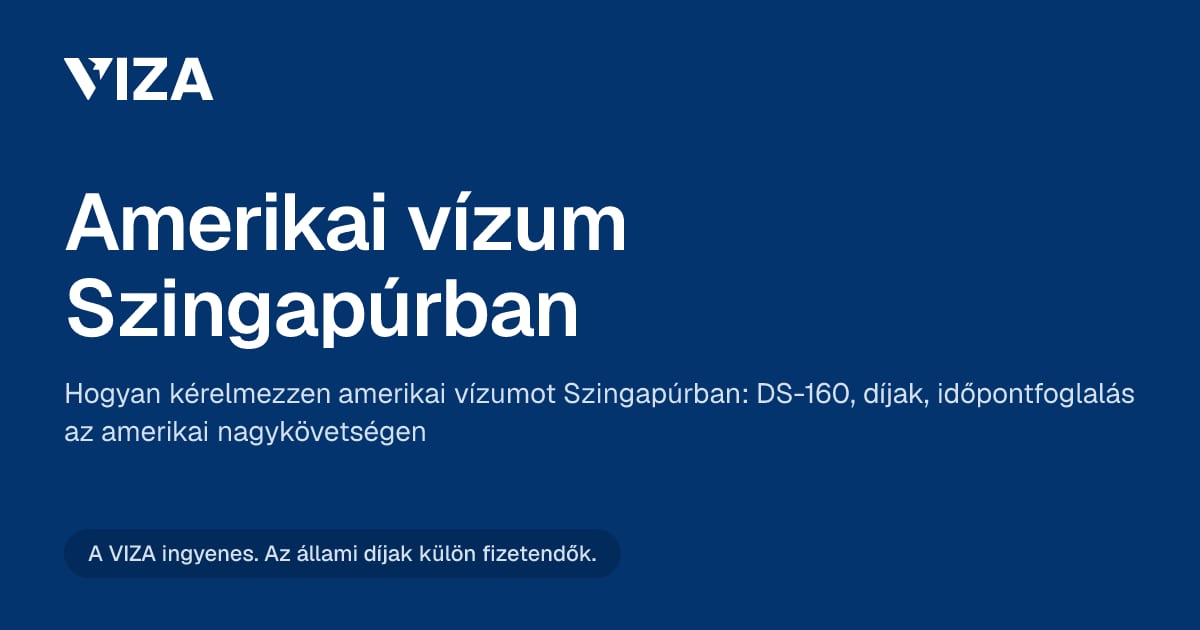 VIZA
Amerikai vízum
Szingapúrban
Hogyan kérelmezzen amerikai vízumot Szingapúrban: DS-160, díjak, időpontfoglalás
az amerikai nagykövetségen
A VIZA ingyenes. Az állami díjak külön fizetendők.